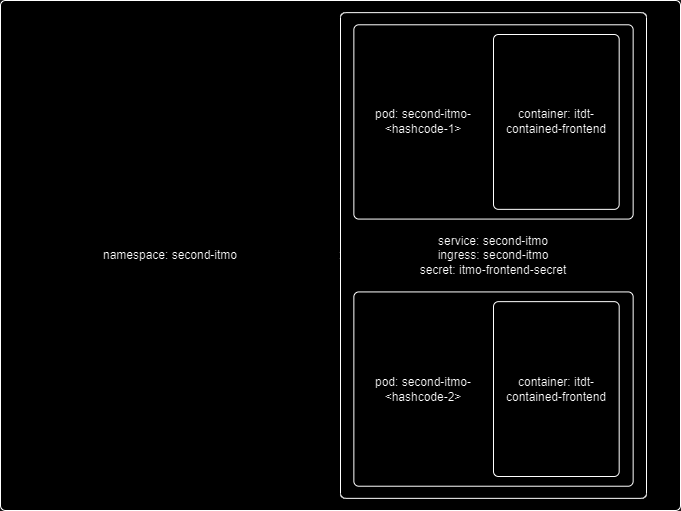 pod: second-itmo-
<hashcode-1>
container: itdt-
contained-frontend
namespace: second-itmo
service: second-itmo
ingress: second-itmo
secret: itmo-frontend-secret
pod: second-itmo-
<hashcode-2>
container: itdt-
contained-frontend